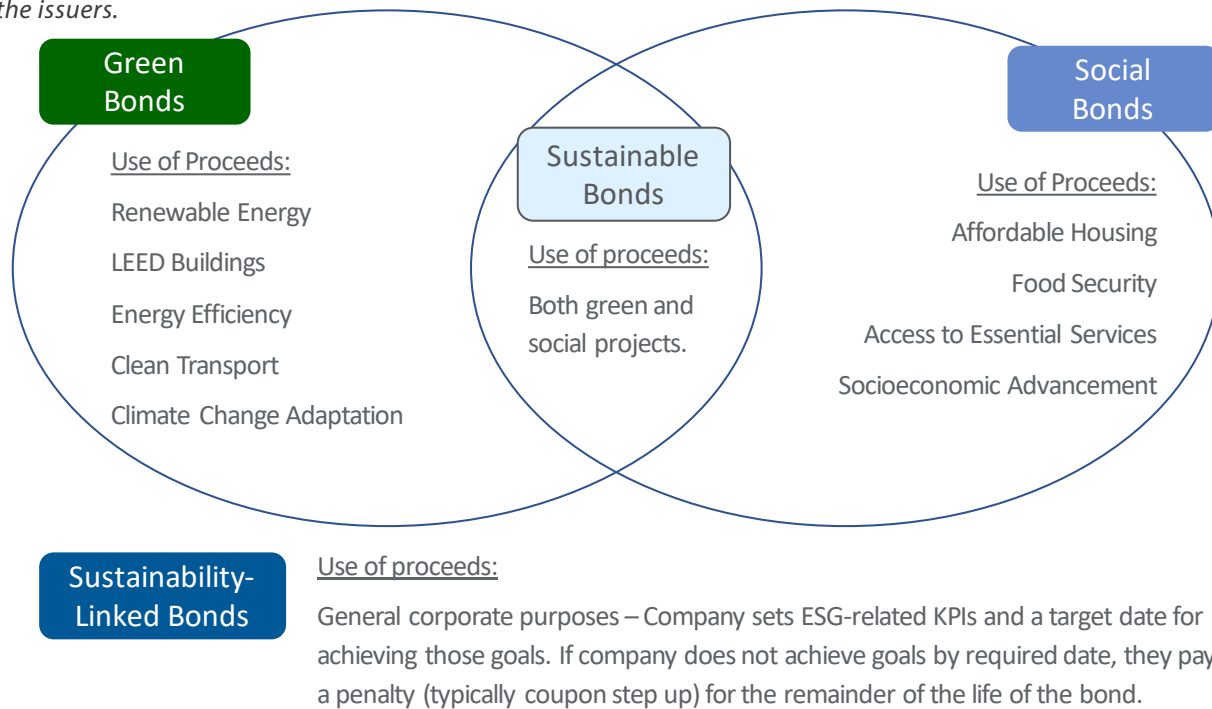 the issuers.
Green
Bonds
Use of Proceeds:
Renewable Energy
LEED Buildings
Energy Efficiency
Clean Transport
Climate Change Adaptation
Sustainable
Bonds
Use of proceeds:
Both green and
social projects.
Social
Bonds
Use of Proceeds:
Affordable Housing
Food Security
Access to Essential Services
Socioeconomic Advancement
Sustainability-
Linked Bonds
Use of proceeds:
General corporate purposes – Company sets ESG-related KPIs and a target date for
achieving those goals. If company does not achieve goals by required date, they pay
a penalty (typically coupon step up) for the remainder of the life of the bond.